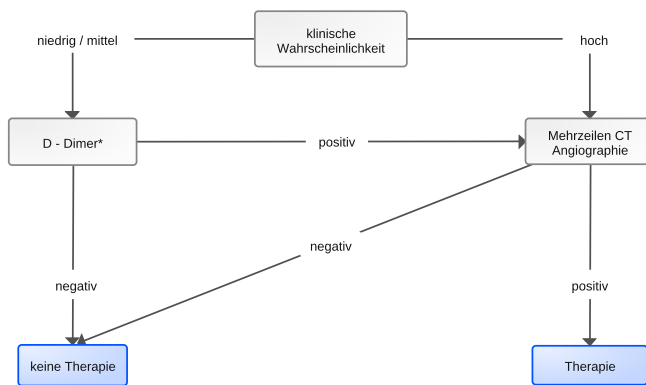 klinische
Wahrscheinlichkeit
niedrig / mittel
hoch
D - Dimer*
positiv
Mehrzeilen CT
Angiographie
negativ
negativ
positiv
keine Therapie
Therapie